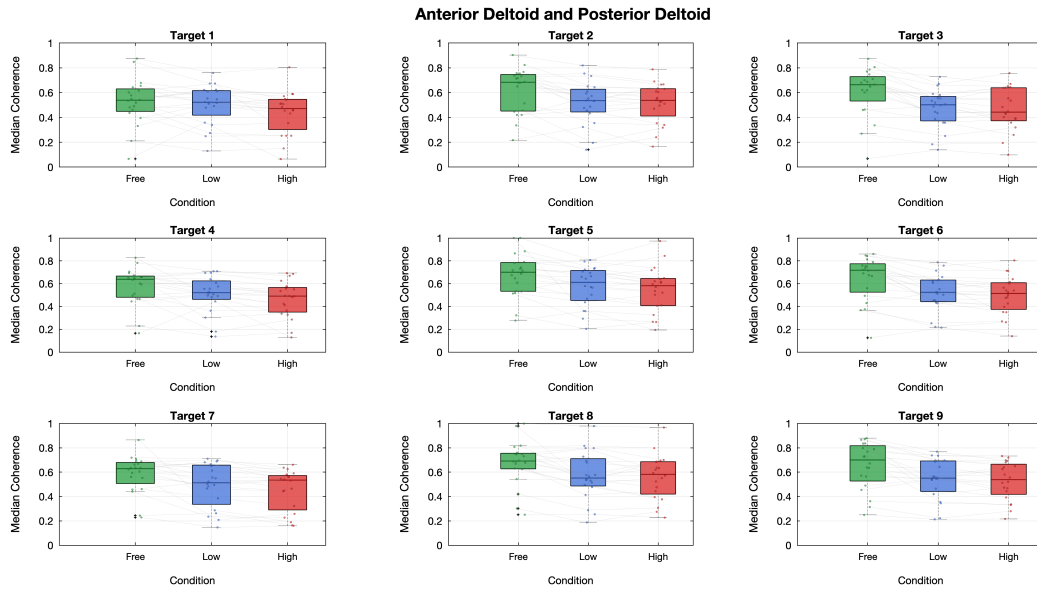 Anterior Deltoid and Posterior Deltoid
Target 1
Median Coherence
1
0.8
0.6
0.4
0.2
0
Free Low High
Condition
Target 2
Median Coherence
1
0.8
0.6
0.4
0.2
0
Free Low High
Condition
Target 3
Median Coherence
1
0.8
0.6
0.4
0.2
0
Free Low High
Condition
Target 4
Median Coherence
1
0.8
0.6
0.4
0.2
0
Free Low High
Condition
Target 5
Median Coherence
1
0.8
0.6
0.4
0.2
0
Free Low High
Condition
Target 6
Median Coherence
1
0.8
0.6
0.4
0.2
0
Free Low High
Condition
Target 7
Median Coherence
1
0.8
0.6
0.4
0.2
0
Free Low High
Condition
Target 8
Median Coherence
1
0.8
0.6
0.4
0.2
0
Free Low High
Condition
Target 9
Median Coherence
1
0.8
0.6
0.4
0.2
0
Free Low High
Condition